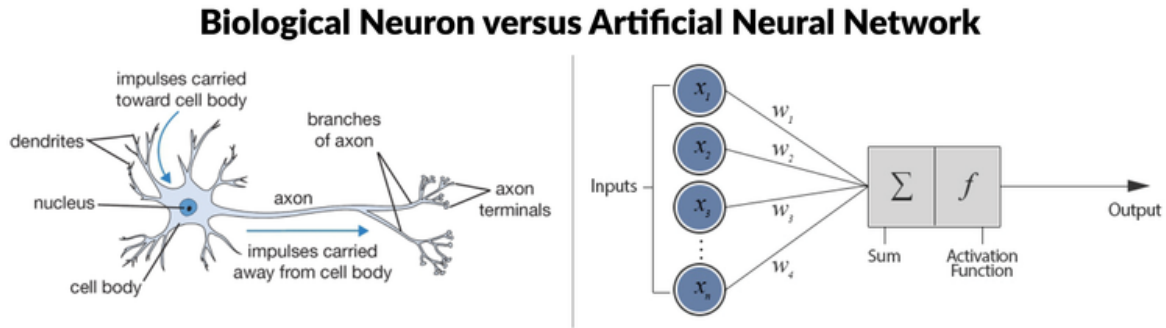 Biological Neuron versus Artificial Neural Network
impulses carried
toward cell body
dendrites
nucleus
cell body
axon
impulses carried
away from cell body
branches
of axon
axon
terminals
Inputs
x₁
x₂
x₃
⋮
xₙ
w₁
w₂
w₃
w₄
Σ
f
Sum
Activation
Function
Output